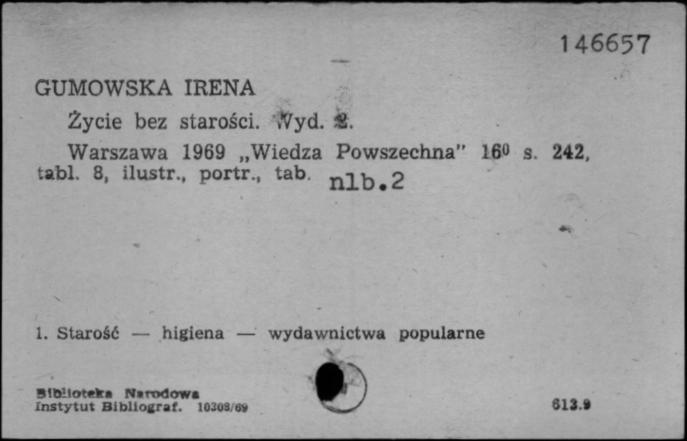 146657
GUMOWSKA IRENA
Życie bez starości. Wyd. 2.
Warszawa 1969 „Wiedza Powszechna” 16⁰ s. 242,
tabl. 8, ilustr., portr., tab. nlb.2
1. Starość — higiena — wydawnictwa popularne
Biblioteka Narodowa
Instytut Bibliograf. 10308/69
613.9